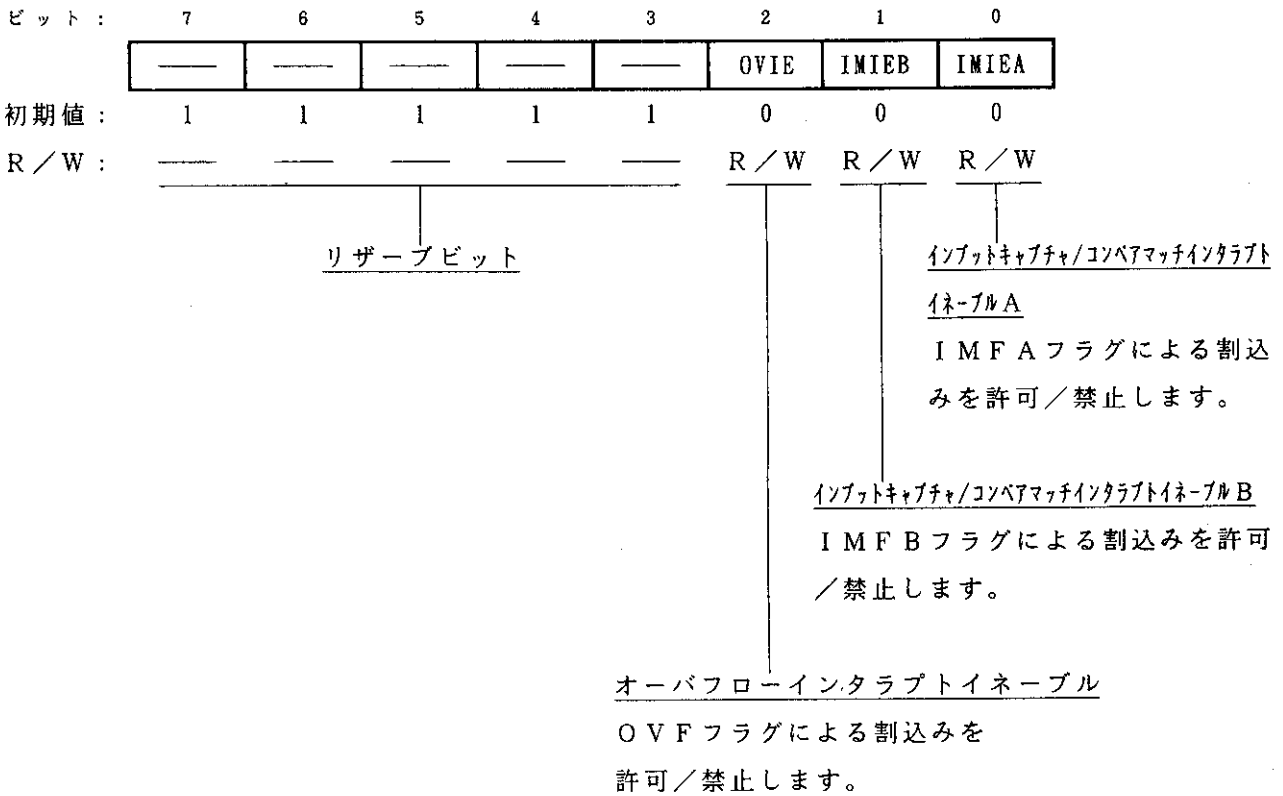 ビット： 7 6 5 4 3 2 1 0
— — — — — OVIE IMIEB IMIEA
初期値： 1 1 1 1 1 0 0 0
R／W： — — — — — R／W R／W R／W
リザーブビット
インプットキャプチャ/コンペアマッチインタラプト
イネーブルA
IMFAフラグによる割込
みを許可／禁止します。
インプットキャプチャ/コンペアマッチインタラプトイネーブルB
IMFBフラグによる割込みを許可
／禁止します。
オーバフローインタラプトイネーブル
OVFフラグによる割込みを
許可／禁止します。